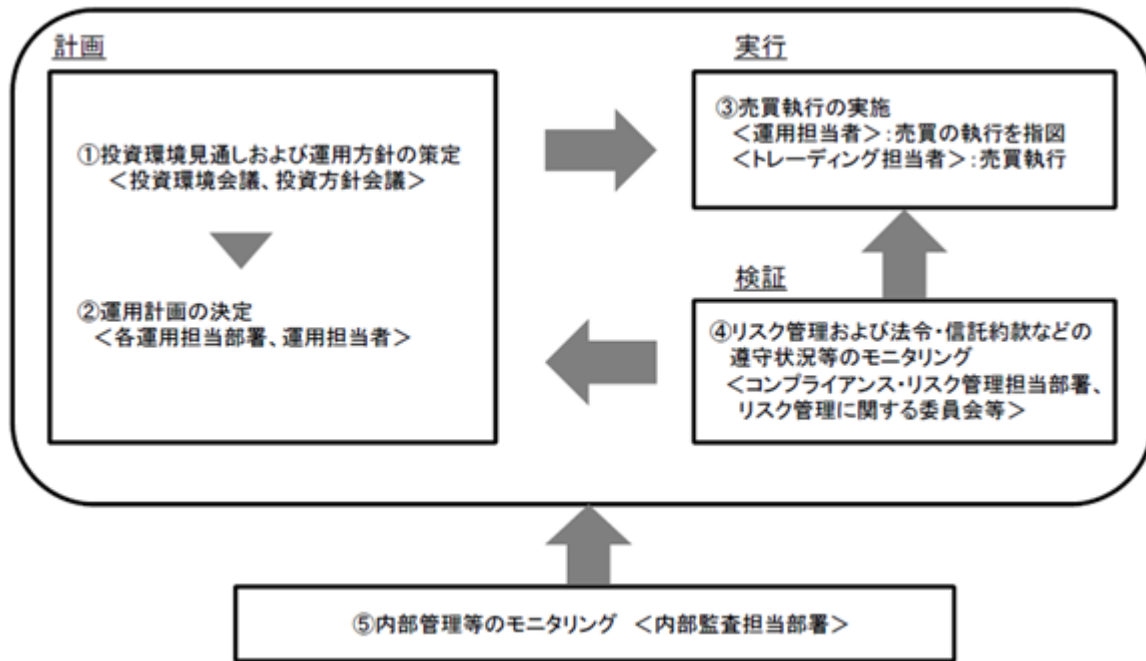 計画
①投資環境見通しおよび運用方針の策定
＜投資環境会議、投資方針会議＞
②運用計画の決定
＜各運用担当部署、運用担当者＞
実行
③売買執行の実施
＜運用担当者＞：売買の執行を指図
＜トレーディング担当者＞：売買執行
検証
④リスク管理および法令・信託約款などの
遵守状況等のモニタリング
＜コンプライアンス・リスク管理担当部署、
リスク管理に関する委員会等＞
⑤内部管理等のモニタリング ＜内部監査担当部署＞